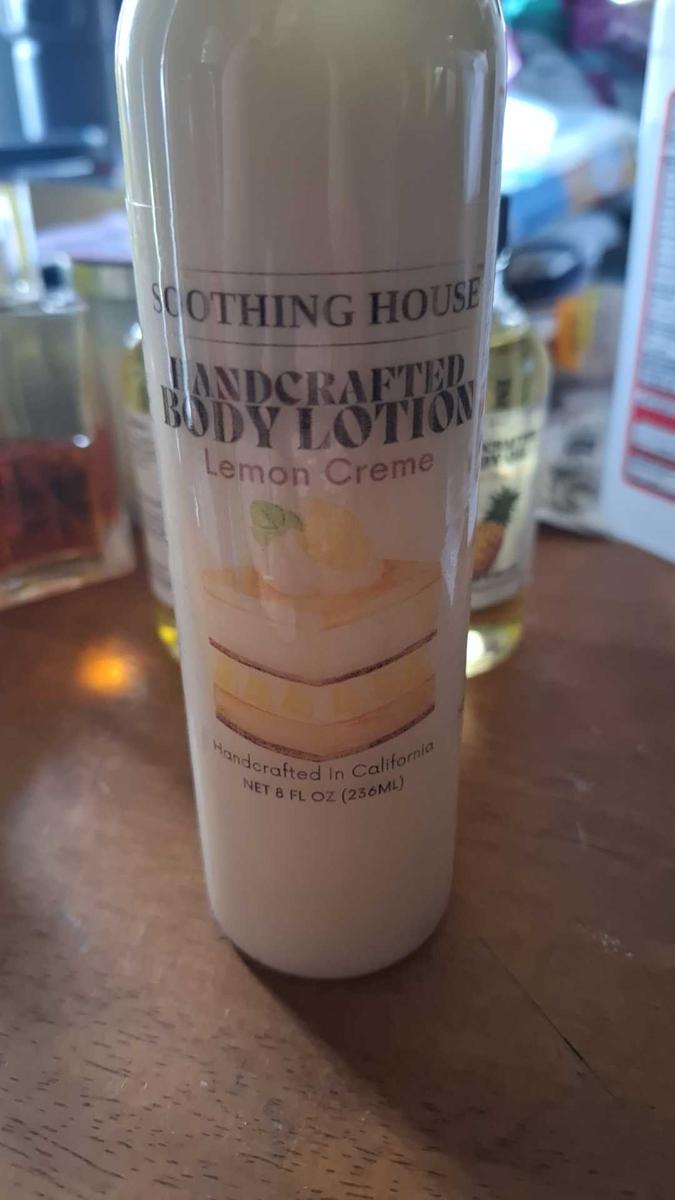 SOOTHING HOUSE
HANDCRAFTED
BODY LOTION
Lemon Creme
Handcrafted In California
NET 8 FL OZ (236ML)